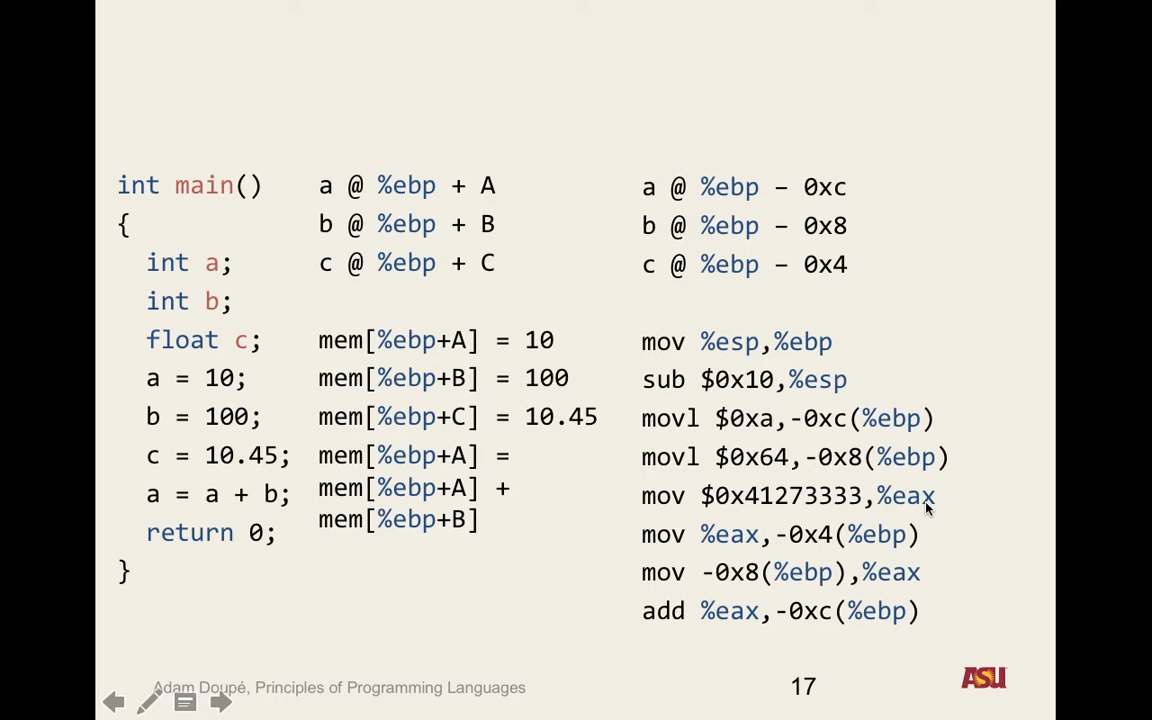 int main()
{
int a;
int b;
float c;
a = 10;
b = 100;
c = 10.45;
a = a + b;
return 0;
}
a @ %ebp + A
b @ %ebp + B
c @ %ebp + C
mem[%ebp+A] = 10
mem[%ebp+B] = 100
mem[%ebp+C] = 10.45
mem[%ebp+A] =
mem[%ebp+A] +
mem[%ebp+B]
a @ %ebp – 0xc
b @ %ebp – 0x8
c @ %ebp – 0x4
mov %esp,%ebp
sub $0x10,%esp
movl $0xa,-0xc(%ebp)
movl $0x64,-0x8(%ebp)
mov $0x41273333,%eax
mov %eax,-0x4(%ebp)
mov -0x8(%ebp),%eax
add %eax,-0xc(%ebp)
Adam Doupé, Principles of Programming Languages
17
ASU